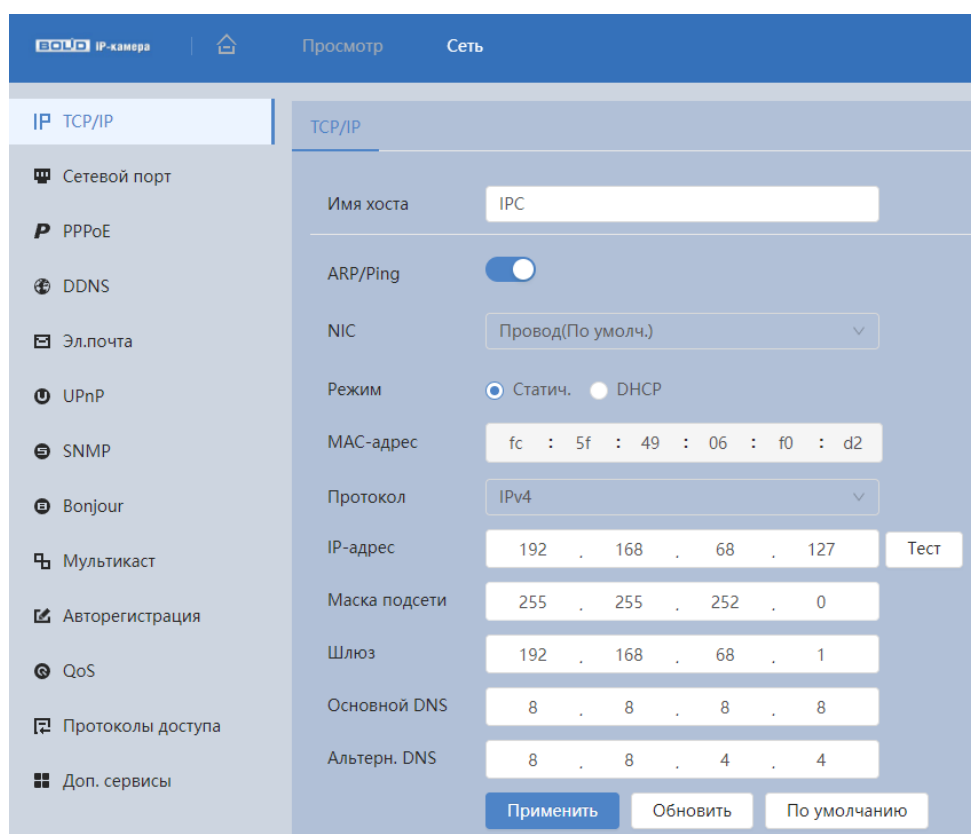 BOLID IP-камера Просмотр Сеть
TCP/IP
Сетевой порт
PPPoE
DDNS
Эл.почта
UPnP
SNMP
Bonjour
Мультикаст
Авторегистрация
QoS
Протоколы доступа
Доп. сервисы
TCP/IP
Имя хоста IPC
ARP/Ping
NIC Провод(По умолч.)
Режим Статич. DHCP
MAC-адрес fc : 5f : 49 : 06 : f0 : d2
Протокол IPv4
IP-адрес 192 . 168 . 68 . 127 Тест
Маска подсети 255 . 255 . 252 . 0
Шлюз 192 . 168 . 68 . 1
Основной DNS 8 . 8 . 8 . 8
Альтерн. DNS 8 . 8 . 4 . 4
Применить Обновить По умолчанию